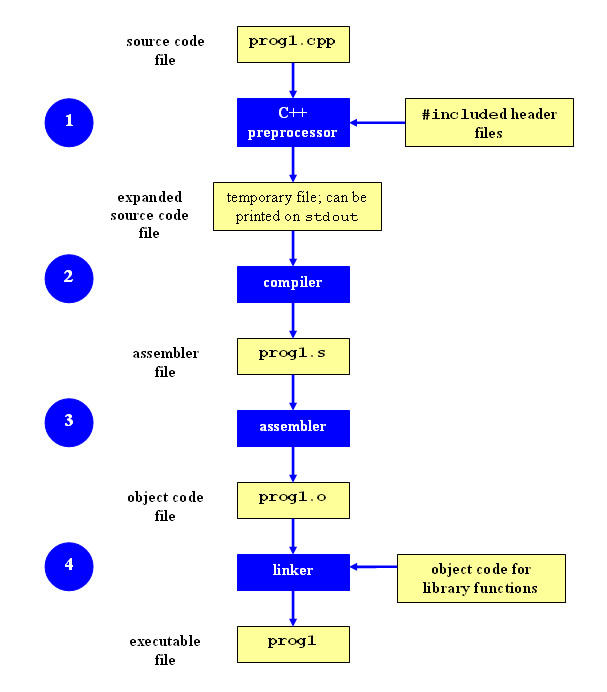 source code
file
prog1.cpp
1
C++
preprocessor
#included header
files
expanded
source code
file
temporary file; can be
printed on stdout
2
compiler
assembler
file
prog1.s
3
assembler
object code
file
prog1.o
4
linker
object code for
library functions
executable
file
prog1